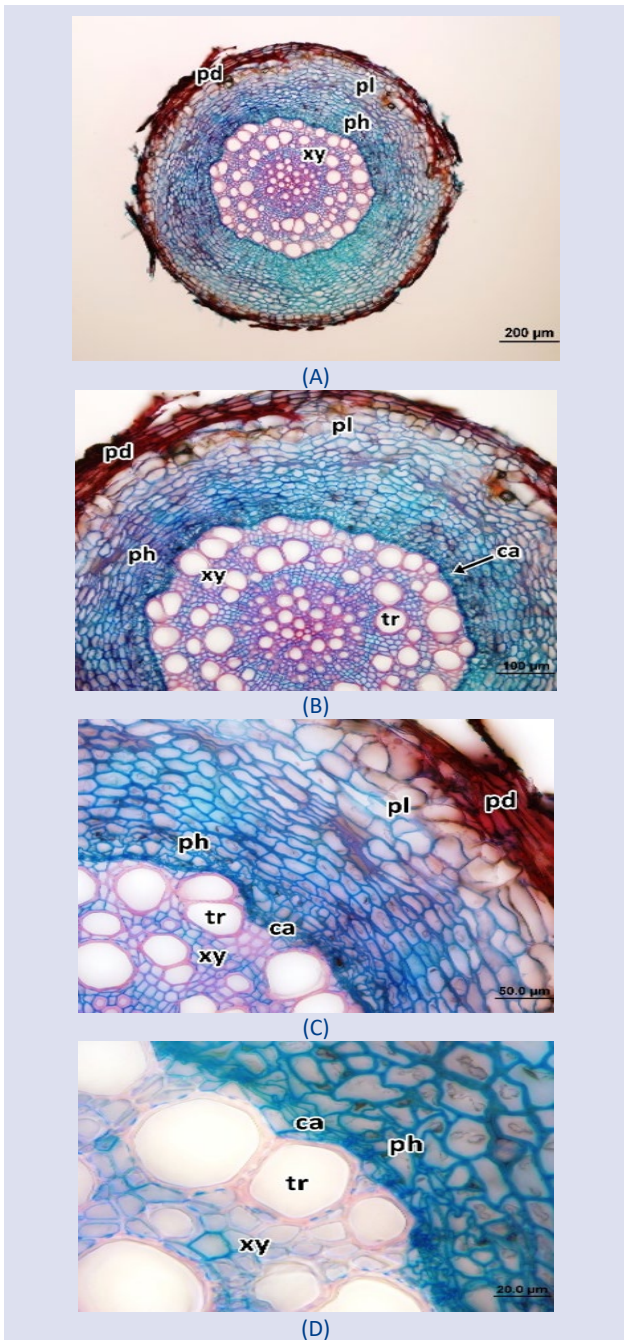 pd
pl
ph
xy
200 µm
(A)
pl
pd
ph
ca
xy
tr
100 µm
(B)
pl
pd
ph
tr
ca
xy
50.0 µm
(C)
ca
ph
tr
xy
20.0 µm
(D)